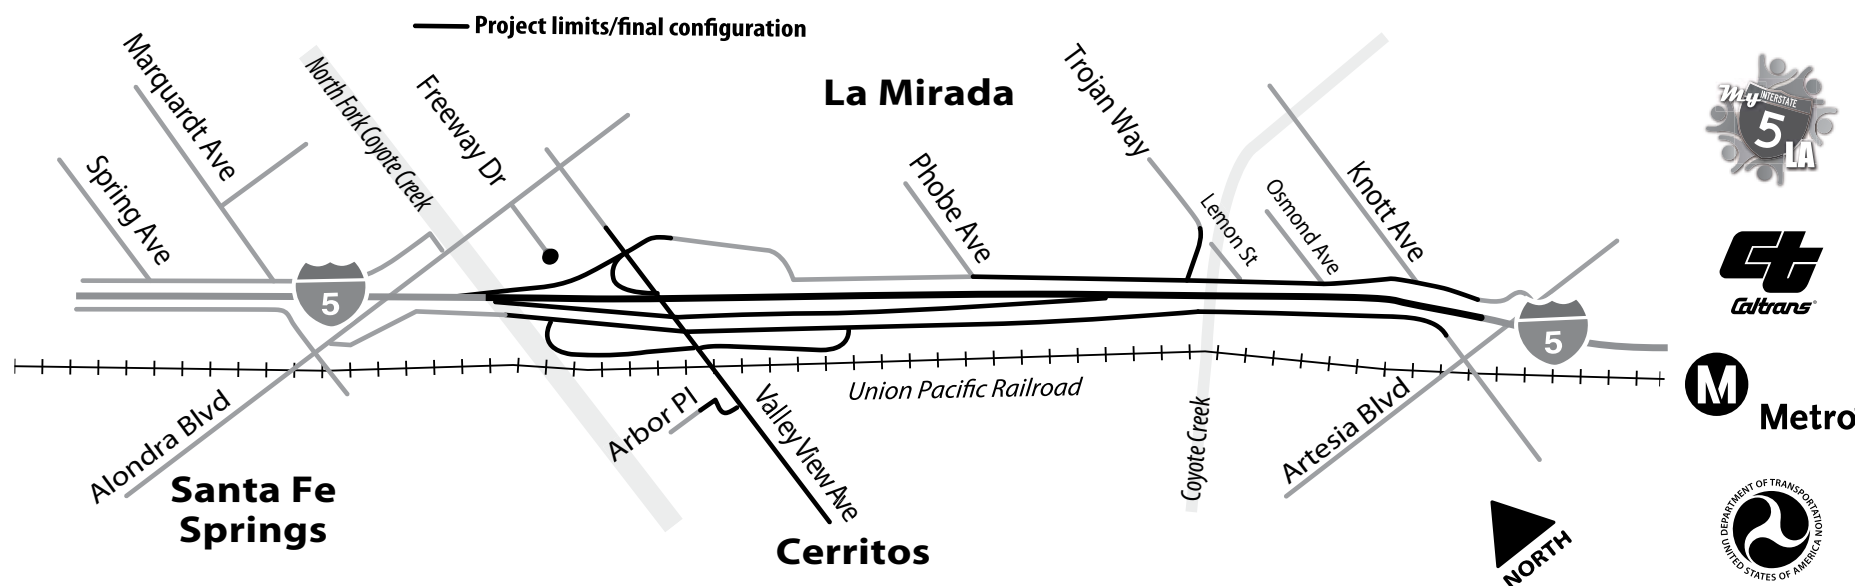 Project limits/final configuration
Marquardt Ave
Spring Ave
North Fork Coyote Creek
Freeway Dr
La Mirada
Phobe Ave
Trojan Way
Lemon St
Osmond Ave
Knott Ave
My
INTERSTATE
5
LA
5
5
Caltrans
Union Pacific Railroad
Alondra Blvd
Arbor Pl
Valley View Ave
Coyote Creek
Artesia Blvd
M
Metro
Santa Fe
Springs
Cerritos
NORTH
DEPARTMENT OF TRANSPORTATION
UNITED STATES OF AMERICA